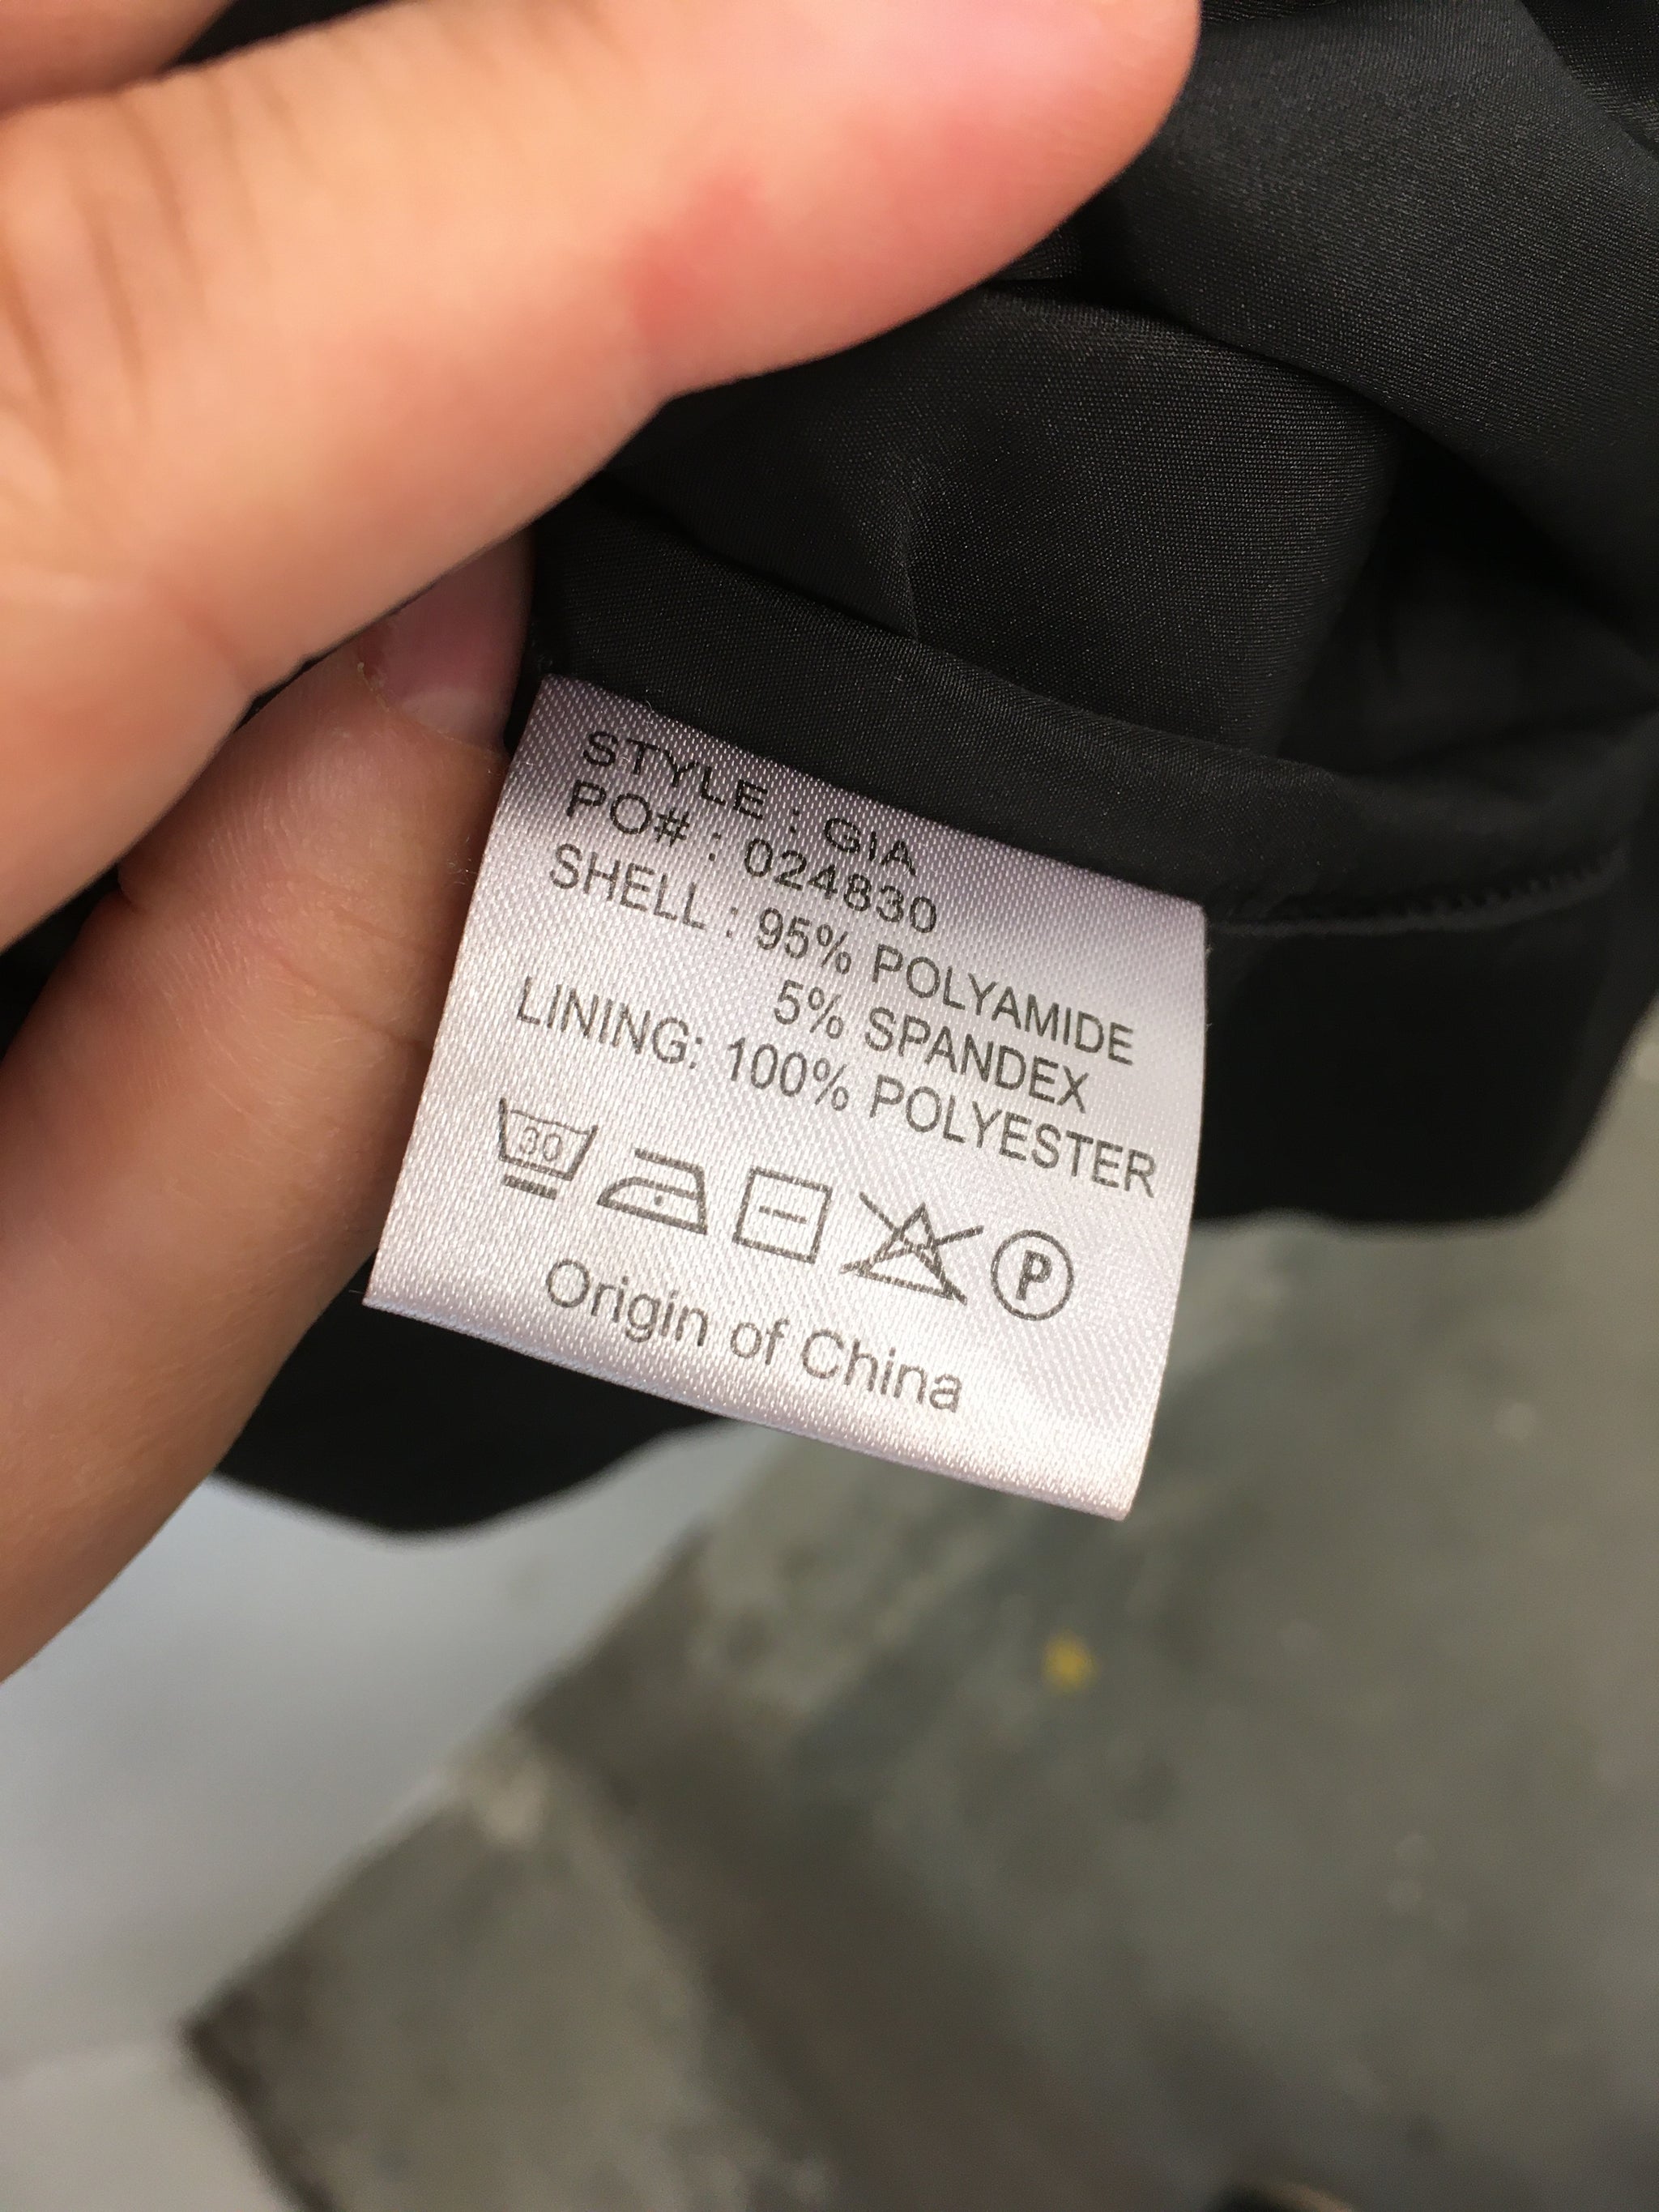 STYLE : GIA
PO# : 024830
SHELL : 95% POLYAMIDE
5% SPANDEX
LINING: 100% POLYESTER
30 P
Origin of China